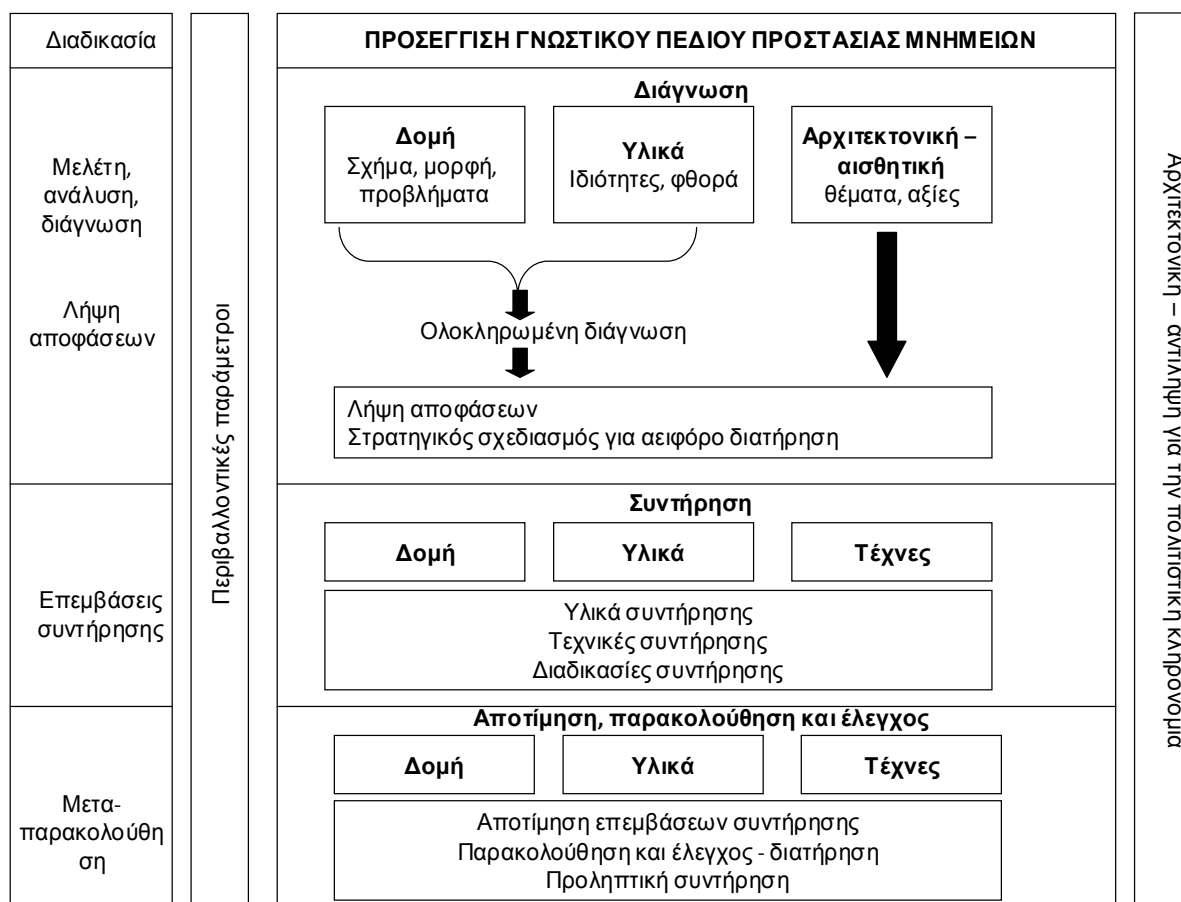 Διαδικασία
ΠΡΟΣΕΓΓΙΣΗ ΓΝΩΣΤΙΚΟΥ ΠΕΔΙΟΥ ΠΡΟΣΤΑΣΙΑΣ ΜΝΗΜΕΙΩΝ
Μελέτη,
ανάλυση,
διάγνωση
Λήψη
αποφάσεων
Περιβαλλοντικές παράμετροι
Διάγνωση
Δομή
Σχήμα, μορφή,
προβλήματα
Υλικά
Ιδιότητες, φθορά
Αρχιτεκτονική –
αισθητική
θέματα, αξίες
Ολοκληρωμένη διάγνωση
Λήψη αποφάσεων
Στρατηγικός σχεδιασμός για αειφόρο διατήρηση
Επεμβάσεις
συντήρησης
Συντήρηση
Δομή
Υλικά
Τέχνες
Υλικά συντήρησης
Τεχνικές συντήρησης
Διαδικασίες συντήρησης
Μετα-
παρακολούθη
ση
Αποτίμηση, παρακολούθηση και έλεγχος
Δομή
Υλικά
Τέχνες
Αποτίμηση επεμβάσεων συντήρησης
Παρακολούθηση και έλεγχος - διατήρηση
Προληπτική συντήρηση
Αρχιτεκτονική – αντίληψη για την πολιτιστική κληρονομιά